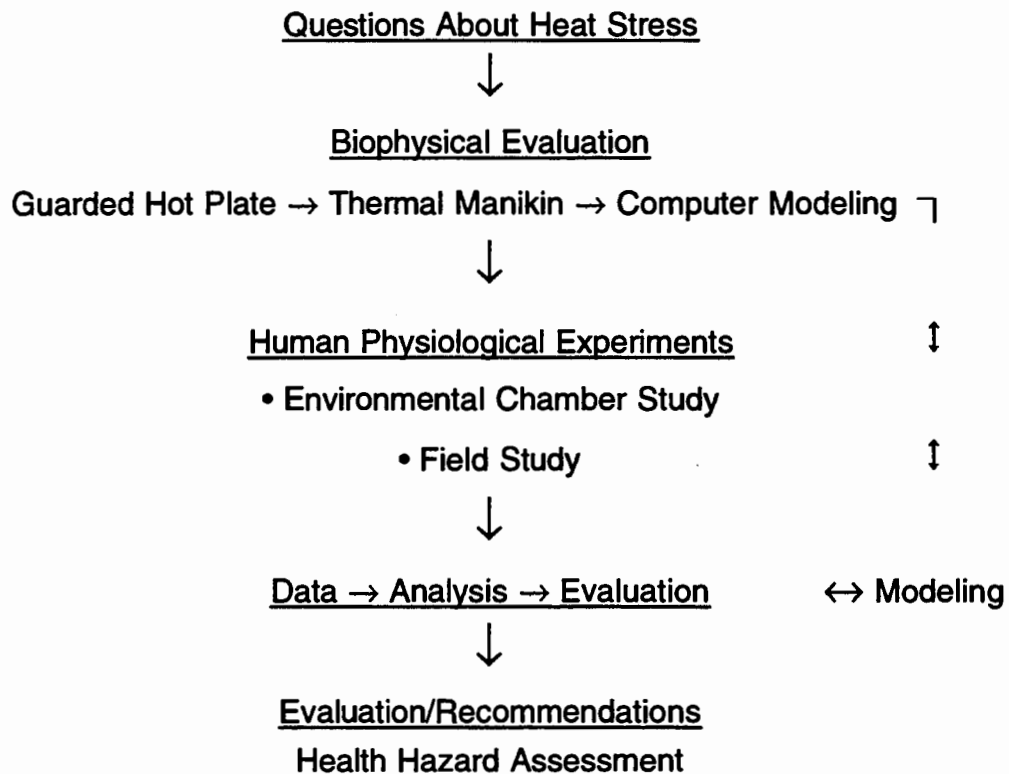 Questions About Heat Stress
↓
Biophysical Evaluation
Guarded Hot Plate → Thermal Manikin → Computer Modeling ┐
↓
Human Physiological Experiments ↕
• Environmental Chamber Study
• Field Study ↕
↓
Data → Analysis → Evaluation ↔ Modeling
↓
Evaluation/Recommendations
Health Hazard Assessment